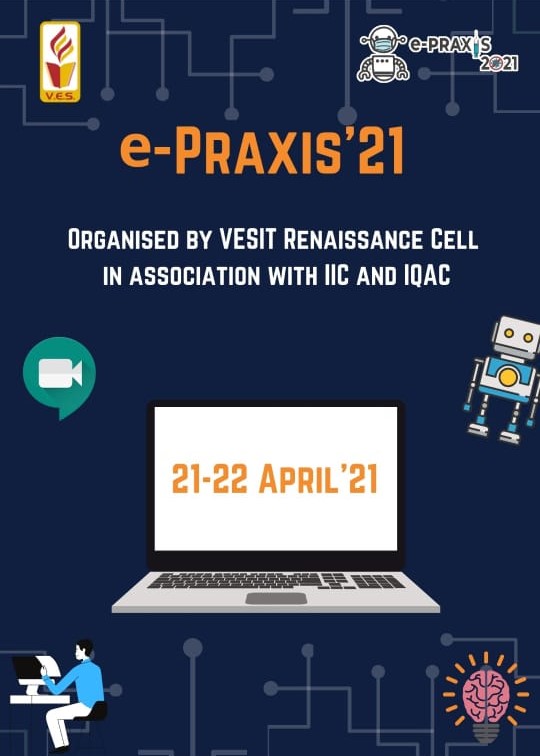 V.E.S.
e-PRAXIS
2021
e-PRAXIS'21
ORGANISED BY VESIT RENAISSANCE CELL
IN ASSOCIATION WITH IIC AND IQAC
21-22 APRIL'21